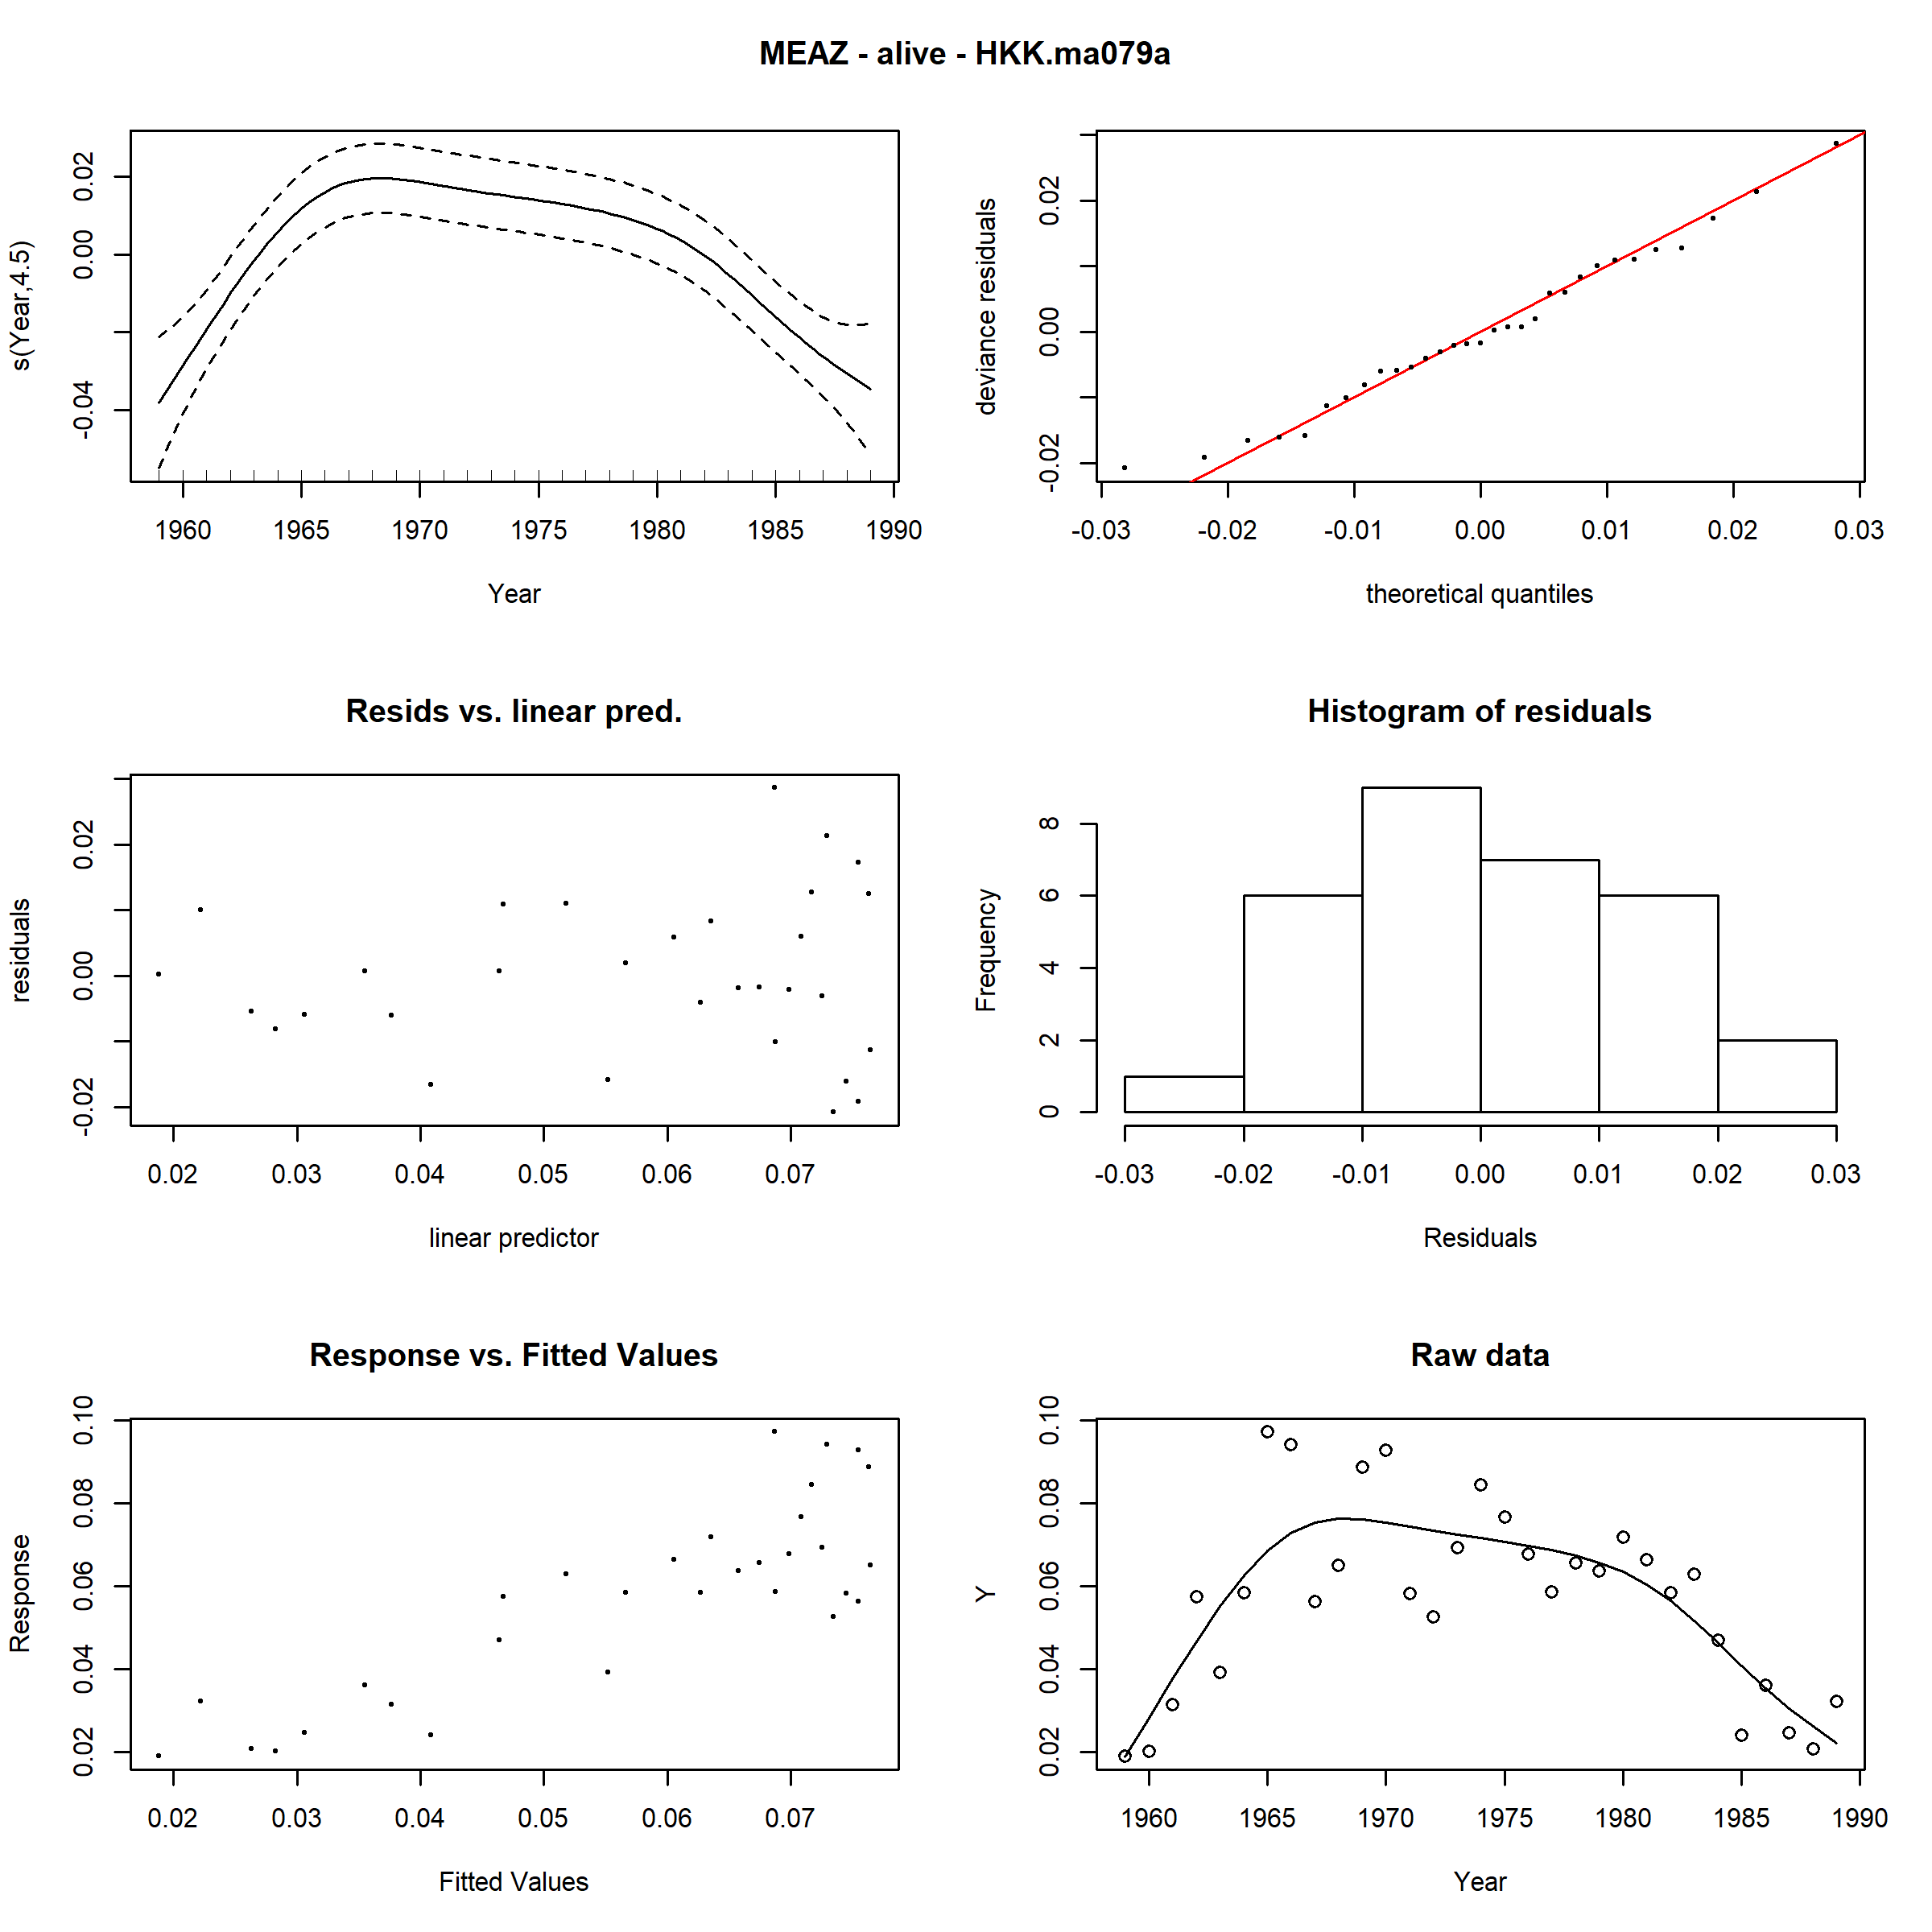 MEAZ - alive - HKK.ma079a
s(Year,4.5)
-0.04 0.00 0.02
1960 1965 1970 1975 1980 1985 1990
Year
deviance residuals
-0.02 0.00 0.02
-0.03 -0.02 -0.01 0.00 0.01 0.02 0.03
theoretical quantiles
Resids vs. linear pred.
residuals
-0.02 0.00 0.02
0.02 0.03 0.04 0.05 0.06 0.07
linear predictor
Histogram of residuals
Frequency
0 2 4 6 8
-0.03 -0.02 -0.01 0.00 0.01 0.02 0.03
Residuals
Response vs. Fitted Values
Response
0.02 0.04 0.06 0.08 0.10
0.02 0.03 0.04 0.05 0.06 0.07
Fitted Values
Raw data
Y
0.02 0.04 0.06 0.08 0.10
1960 1965 1970 1975 1980 1985 1990
Year